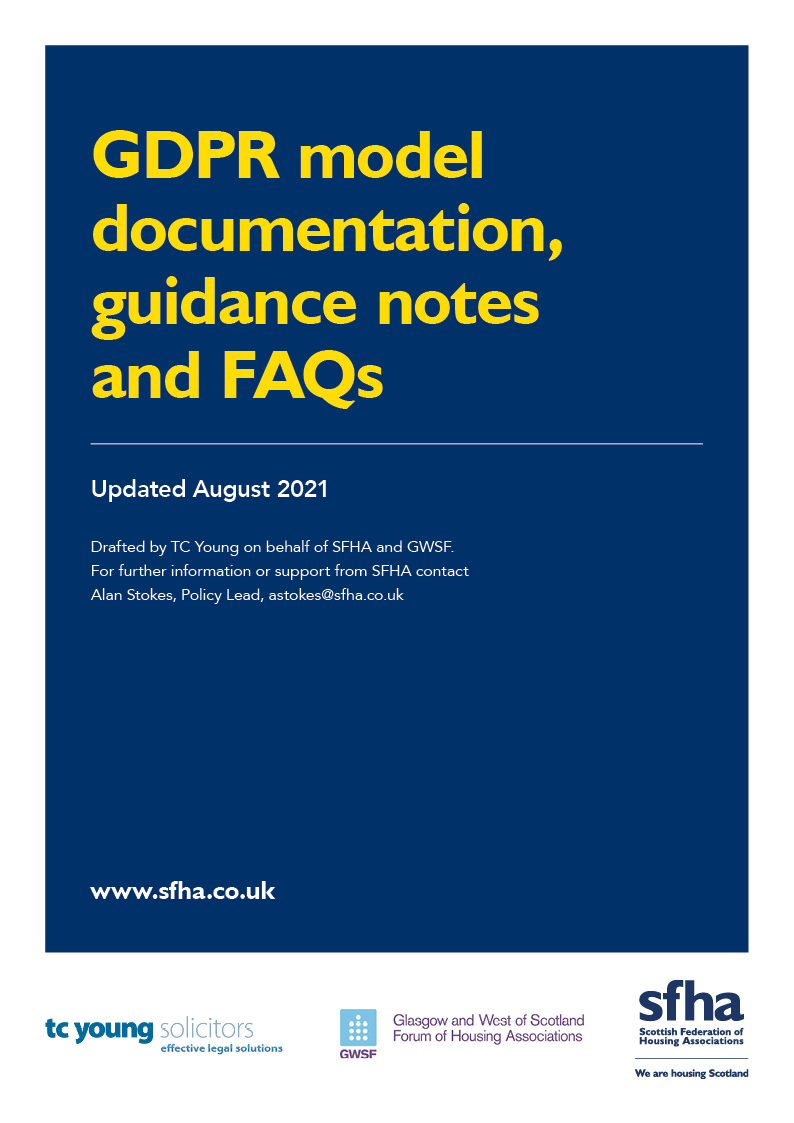 GDPR model
documentation,
guidance notes
and FAQs
Updated August 2021
Drafted by TC Young on behalf of SFHA and GWSF.
For further information or support from SFHA contact
Alan Stokes, Policy Lead, astokes@sfha.co.uk
www.sfha.co.uk
tc young solicitors
effective legal solutions
GWSF
Glasgow and West of Scotland
Forum of Housing Associations
sfha
Scottish Federation of
Housing Associations
We are housing Scotland